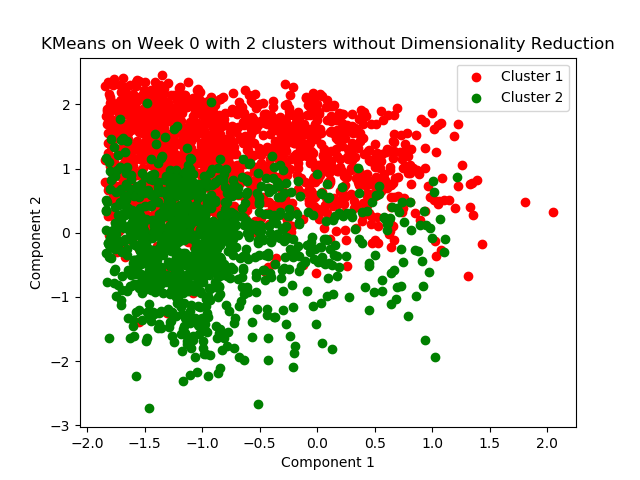 KMeans on Week 0 with 2 clusters without Dimensionality Reduction
Cluster 1
Cluster 2
Component 2
2
1
0
−1
−2
−3
−2.0 −1.5 −1.0 −0.5 0.0 0.5 1.0 1.5 2.0
Component 1